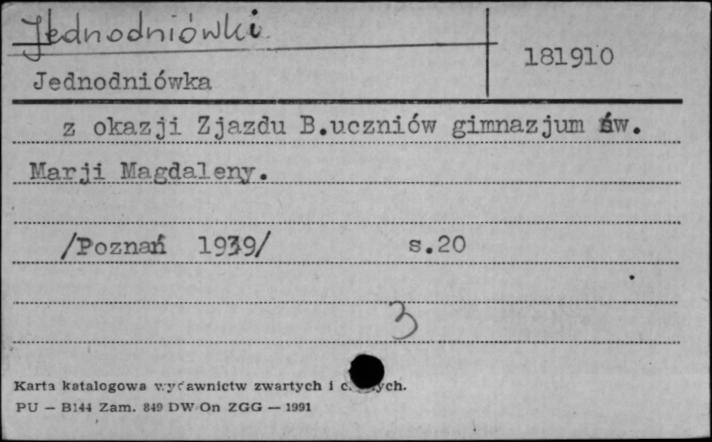 Jednodniówki
181910
Jednodniówka
z okazji Zjazdu B.uczniów gimnazjum św.
Marji Magdaleny.
/Poznań 1939/ s.20
3
Karta katalogowa wydawnictw zwartych i
PU — B144 Zam. 849 DW On ZGG — 1991